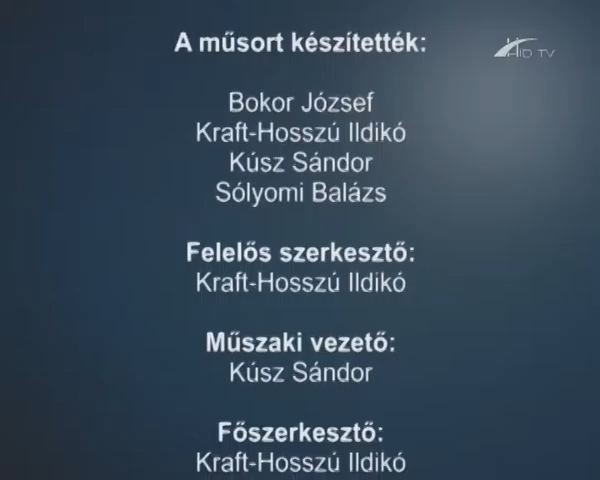 A műsort készítették:
HÍD TV
Bokor József
Kraft-Hosszú Ildikó
Kúsz Sándor
Sólyomi Balázs
Felelős szerkesztő:
Kraft-Hosszú Ildikó
Műszaki vezető:
Kúsz Sándor
Főszerkesztő:
Kraft-Hosszú Ildikó